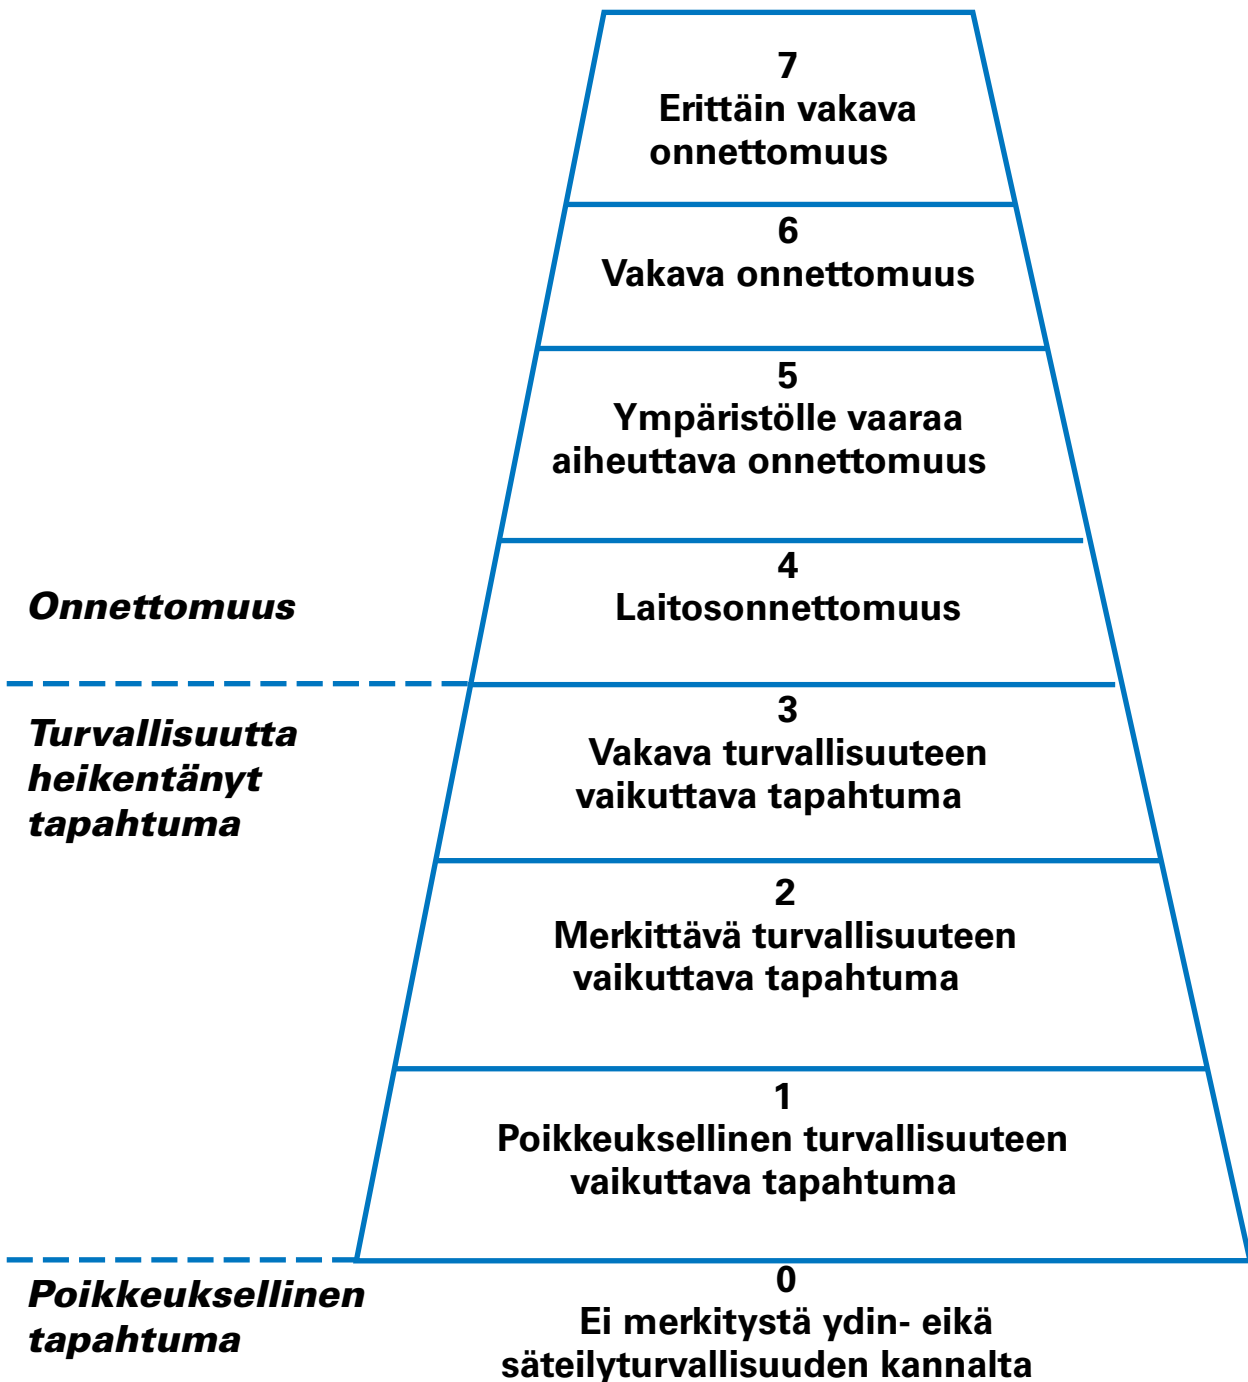 7
Erittäin vakava
onnettomuus
6
Vakava onnettomuus
5
Ympäristölle vaaraa
aiheuttava onnettomuus
Onnettomuus
4
Laitosonnettomuus
Turvallisuutta
heikentänyt
tapahtuma
3
Vakava turvallisuuteen
vaikuttava tapahtuma
2
Merkittävä turvallisuuteen
vaikuttava tapahtuma
1
Poikkeuksellinen turvallisuuteen
vaikuttava tapahtuma
Poikkeuksellinen
tapahtuma
0
Ei merkitystä ydin- eikä
säteilyturvallisuuden kannalta